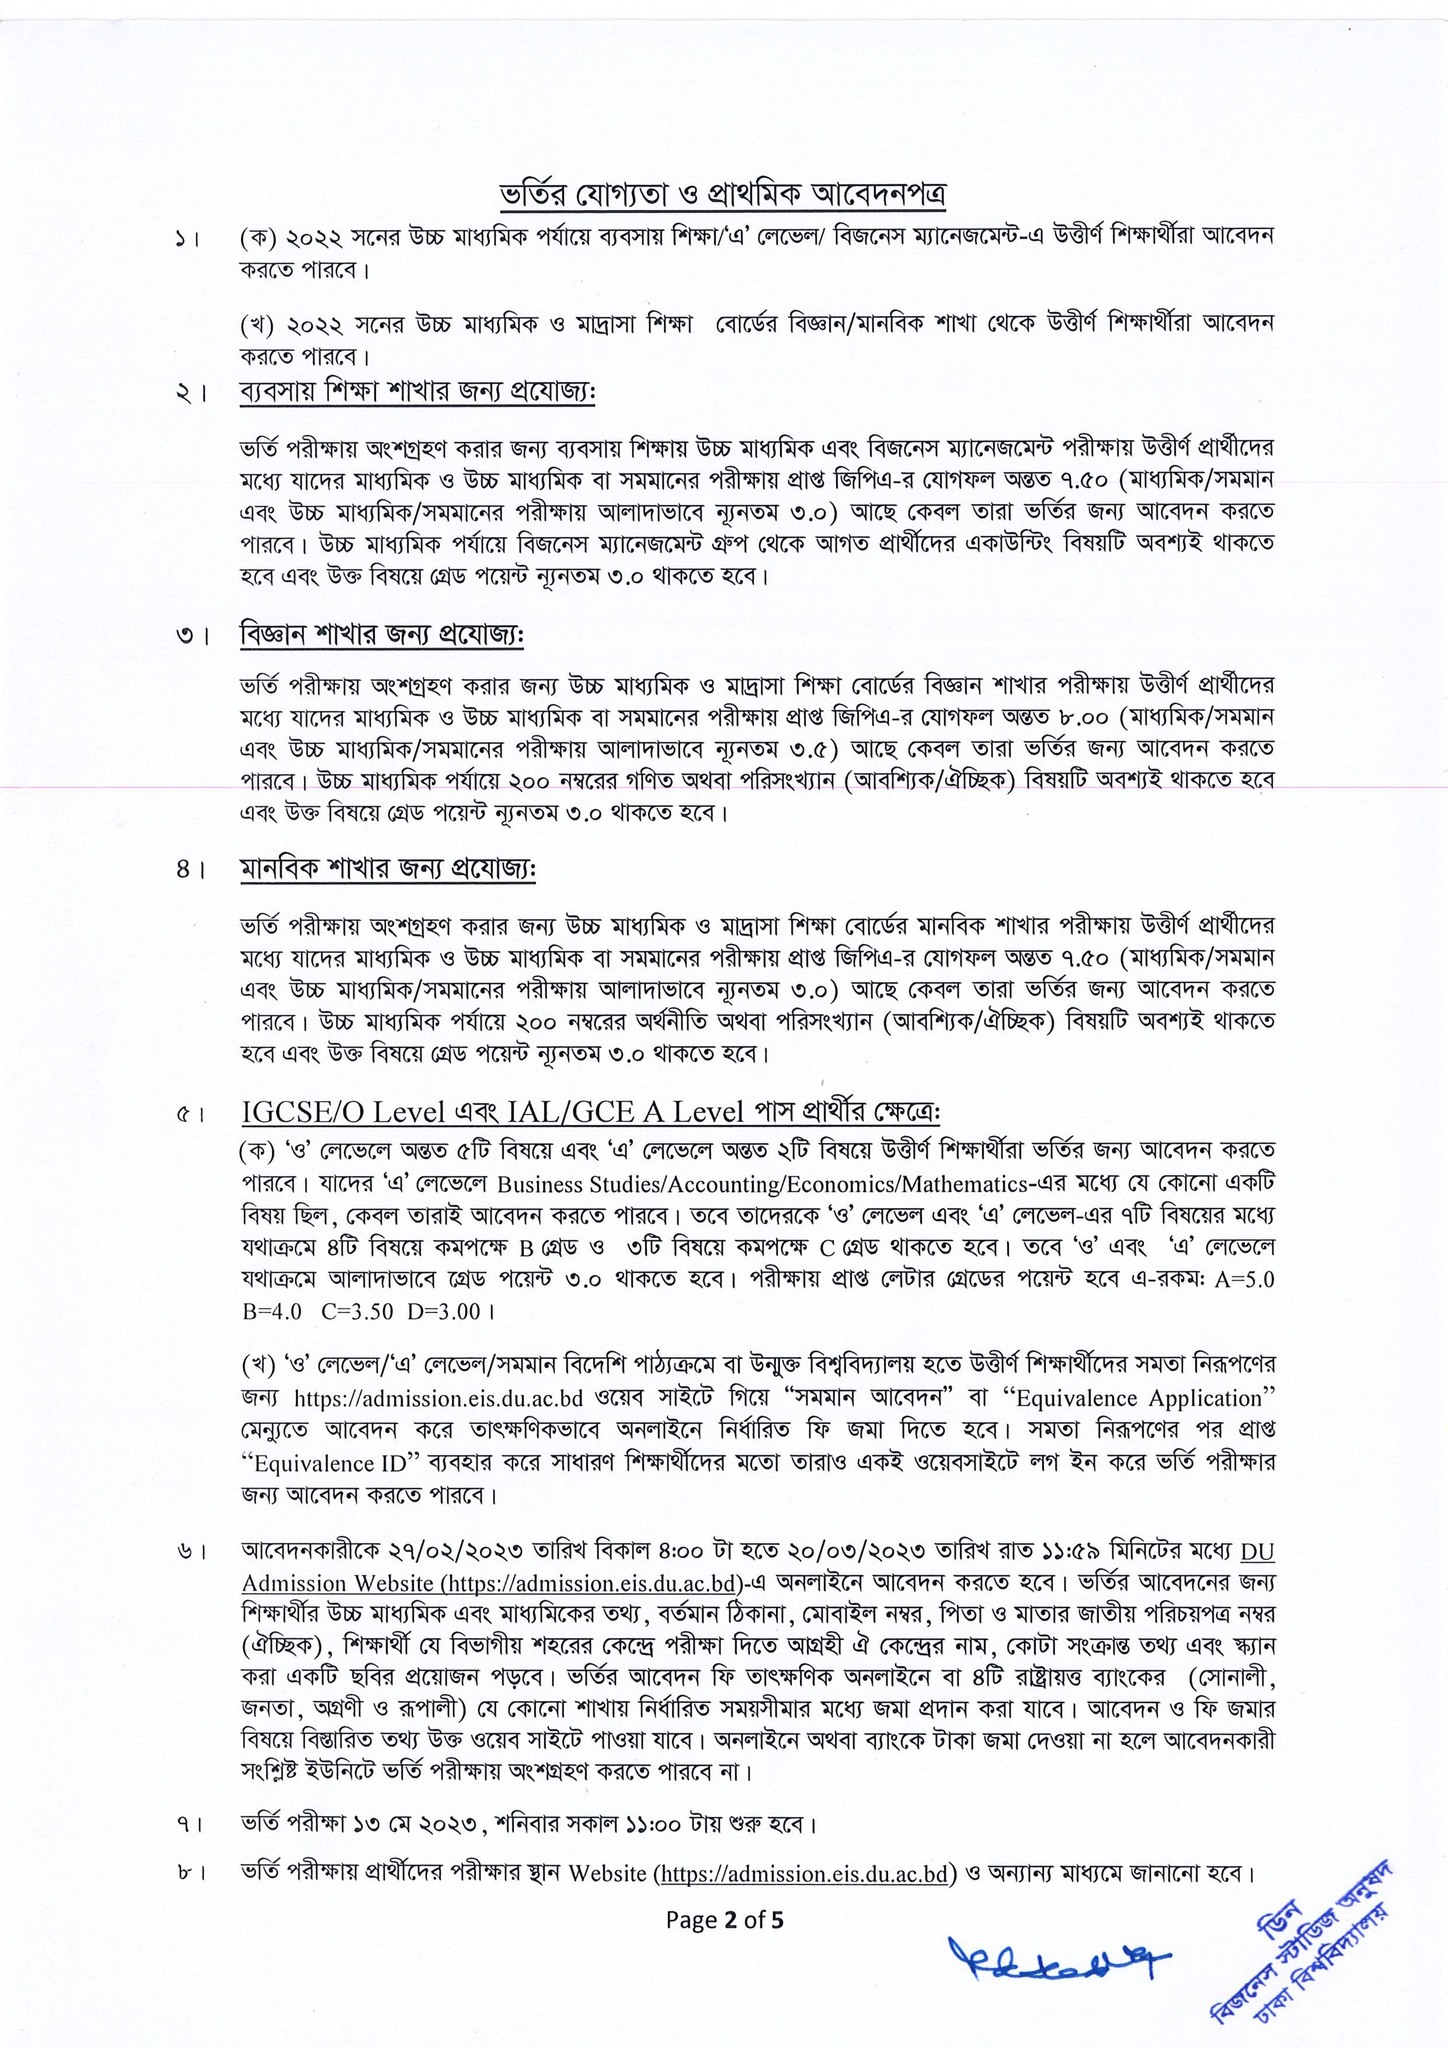 ভর্তির যোগ্যতা ও প্রাথমিক আবেদনপত্র
১। (ক) ২০২২ সনের উচ্চ মাধ্যমিক পর্যায়ে ব্যবসায় শিক্ষা/‘এ’ লেভেল/ বিজনেস ম্যানেজমেন্ট-এ উত্তীর্ণ শিক্ষার্থীরা আবেদন
করতে পারবে।
(খ) ২০২২ সনের উচ্চ মাধ্যমিক ও মাদ্রাসা শিক্ষা বোর্ডের বিজ্ঞান/মানবিক শাখা থেকে উত্তীর্ণ শিক্ষার্থীরা আবেদন
করতে পারবে।
২। ব্যবসায় শিক্ষা শাখার জন্য প্রযোজ্য:
ভর্তি পরীক্ষায় অংশগ্রহণ করার জন্য ব্যবসায় শিক্ষায় উচ্চ মাধ্যমিক এবং বিজনেস ম্যানেজমেন্ট পরীক্ষায় উত্তীর্ণ প্রার্থীদের
মধ্যে যাদের মাধ্যমিক ও উচ্চ মাধ্যমিক বা সমমানের পরীক্ষায় প্রাপ্ত জিপিএ-র যোগফল অন্তত ৭.৫০ (মাধ্যমিক/সমমান
এবং উচ্চ মাধ্যমিক/সমমানের পরীক্ষায় আলাদাভাবে ন্যূনতম ৩.০) আছে কেবল তারা ভর্তির জন্য আবেদন করতে
পারবে। উচ্চ মাধ্যমিক পর্যায়ে বিজনেস ম্যানেজমেন্ট গ্রুপ থেকে আগত প্রার্থীদের একাউন্টিং বিষয়টি অবশ্যই থাকতে
হবে এবং উক্ত বিষয়ে গ্রেড পয়েন্ট ন্যূনতম ৩.০ থাকতে হবে।
৩। বিজ্ঞান শাখার জন্য প্রযোজ্য:
ভর্তি পরীক্ষায় অংশগ্রহণ করার জন্য উচ্চ মাধ্যমিক ও মাদ্রাসা শিক্ষা বোর্ডের বিজ্ঞান শাখার পরীক্ষায় উত্তীর্ণ প্রার্থীদের
মধ্যে যাদের মাধ্যমিক ও উচ্চ মাধ্যমিক বা সমমানের পরীক্ষায় প্রাপ্ত জিপিএ-র যোগফল অন্তত ৮.০০ (মাধ্যমিক/সমমান
এবং উচ্চ মাধ্যমিক/সমমানের পরীক্ষায় আলাদাভাবে ন্যূনতম ৩.৫) আছে কেবল তারা ভর্তির জন্য আবেদন করতে
পারবে। উচ্চ মাধ্যমিক পর্যায়ে ২০০ নম্বরের গণিত অথবা পরিসংখ্যান (আবশ্যিক/ঐচ্ছিক) বিষয়টি অবশ্যই থাকতে হবে
এবং উক্ত বিষয়ে গ্রেড পয়েন্ট ন্যূনতম ৩.০ থাকতে হবে।
৪। মানবিক শাখার জন্য প্রযোজ্য:
ভর্তি পরীক্ষায় অংশগ্রহণ করার জন্য উচ্চ মাধ্যমিক ও মাদ্রাসা শিক্ষা বোর্ডের মানবিক শাখার পরীক্ষায় উত্তীর্ণ প্রার্থীদের
মধ্যে যাদের মাধ্যমিক ও উচ্চ মাধ্যমিক বা সমমানের পরীক্ষায় প্রাপ্ত জিপিএ-র যোগফল অন্তত ৭.৫০ (মাধ্যমিক/সমমান
এবং উচ্চ মাধ্যমিক/সমমানের পরীক্ষায় আলাদাভাবে ন্যূনতম ৩.০) আছে কেবল তারা ভর্তির জন্য আবেদন করতে
পারবে। উচ্চ মাধ্যমিক পর্যায়ে ২০০ নম্বরের অর্থনীতি অথবা পরিসংখ্যান (আবশ্যিক/ঐচ্ছিক) বিষয়টি অবশ্যই থাকতে
হবে এবং উক্ত বিষয়ে গ্রেড পয়েন্ট ন্যূনতম ৩.০ থাকতে হবে।
৫। IGCSE/O Level এবং IAL/GCE A Level পাস প্রার্থীর ক্ষেত্রে:
(ক) ‘ও’ লেভেলে অন্তত ৫টি বিষয়ে এবং ‘এ’ লেভেলে অন্তত ২টি বিষয়ে উত্তীর্ণ শিক্ষার্থীরা ভর্তির জন্য আবেদন করতে
পারবে। যাদের ‘এ’ লেভেলে Business Studies/Accounting/Economics/Mathematics-এর মধ্যে যে কোনো একটি
বিষয় ছিল, কেবল তারাই আবেদন করতে পারবে। তবে তাদেরকে ‘ও’ লেভেল এবং ‘এ’ লেভেল-এর ৭টি বিষয়ের মধ্যে
যথাক্রমে ৪টি বিষয়ে কমপক্ষে B গ্রেড ও ৩টি বিষয়ে কমপক্ষে C গ্রেড থাকতে হবে। তবে ‘ও’ এবং ‘এ’ লেভেলে
যথাক্রমে আলাদাভাবে গ্রেড পয়েন্ট ৩.০ থাকতে হবে। পরীক্ষায় প্রাপ্ত লেটার গ্রেডের পয়েন্ট হবে এ-রকম: A=5.0
B=4.0 C=3.50 D=3.00।
(খ) ‘ও’ লেভেল/‘এ’ লেভেল/সমমান বিদেশি পাঠ্যক্রমে বা উন্মুক্ত বিশ্ববিদ্যালয় হতে উত্তীর্ণ শিক্ষার্থীদের সমতা নিরূপণের
জন্য https://admission.eis.du.ac.bd ওয়েব সাইটে গিয়ে “সমমান আবেদন” বা “Equivalence Application”
মেন্যুতে আবেদন করে তাৎক্ষণিকভাবে অনলাইনে নির্ধারিত ফি জমা দিতে হবে। সমতা নিরূপণের পর প্রাপ্ত
“Equivalence ID” ব্যবহার করে সাধারণ শিক্ষার্থীদের মতো তারাও একই ওয়েবসাইটে লগ ইন করে ভর্তি পরীক্ষার
জন্য আবেদন করতে পারবে।
৬। আবেদনকারীকে ২৭/০২/২০২৩ তারিখ বিকাল ৪:০০ টা হতে ২০/০৩/২০২৩ তারিখ রাত ১১:৫৯ মিনিটের মধ্যে DU
Admission Website (https://admission.eis.du.ac.bd)-এ অনলাইনে আবেদন করতে হবে। ভর্তির আবেদনের জন্য
শিক্ষার্থীর উচ্চ মাধ্যমিক এবং মাধ্যমিকের তথ্য, বর্তমান ঠিকানা, মোবাইল নম্বর, পিতা ও মাতার জাতীয় পরিচয়পত্র নম্বর
(ঐচ্ছিক), শিক্ষার্থী যে বিভাগীয় শহরের কেন্দ্রে পরীক্ষা দিতে আগ্রহী ঐ কেন্দ্রের নাম, কোটা সংক্রান্ত তথ্য এবং স্ক্যান
করা একটি ছবির প্রয়োজন পড়বে। ভর্তির আবেদন ফি তাৎক্ষণিক অনলাইনে বা ৪টি রাষ্ট্রায়ত্ত ব্যাংকের (সোনালী,
জনতা, অগ্রণী ও রূপালী) যে কোনো শাখায় নির্ধারিত সময়সীমার মধ্যে জমা প্রদান করা যাবে। আবেদন ও ফি জমার
বিষয়ে বিস্তারিত তথ্য উক্ত ওয়েব সাইটে পাওয়া যাবে। অনলাইনে অথবা ব্যাংকে টাকা জমা দেওয়া না হলে আবেদনকারী
সংশ্লিষ্ট ইউনিটে ভর্তি পরীক্ষায় অংশগ্রহণ করতে পারবে না।
৭। ভর্তি পরীক্ষা ১৩ মে ২০২৩, শনিবার সকাল ১১:০০ টায় শুরু হবে।
৮। ভর্তি পরীক্ষায় প্রার্থীদের পরীক্ষার স্থান Website (https://admission.eis.du.ac.bd) ও অন্যান্য মাধ্যমে জানানো হবে।
Page 2 of 5
ডিন
বিজনেস স্টাডিজ অনুষদ
ঢাকা বিশ্ববিদ্যালয়